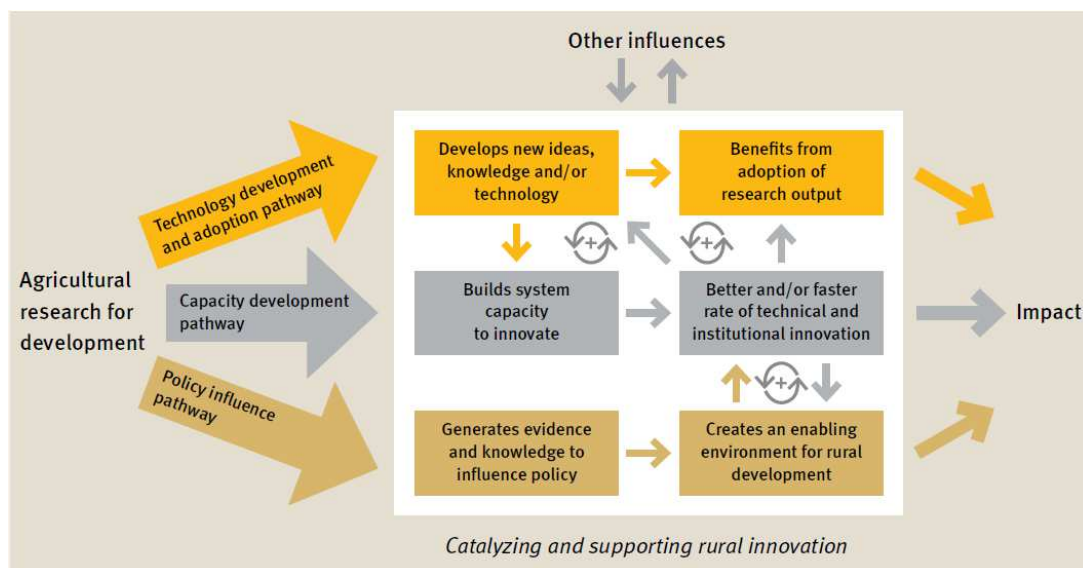 Other influences
Technology development
and adoption pathway
Develops new ideas,
knowledge and/or
technology
Benefits from
adoption of
research output
+
+
Agricultural
research for
development
Capacity development
pathway
Builds system
capacity
to innovate
Better and/or faster
rate of technical and
institutional innovation
Impact
+
Policy influence
pathway
Generates evidence
and knowledge to
influence policy
Creates an enabling
environment for rural
development
Catalyzing and supporting rural innovation